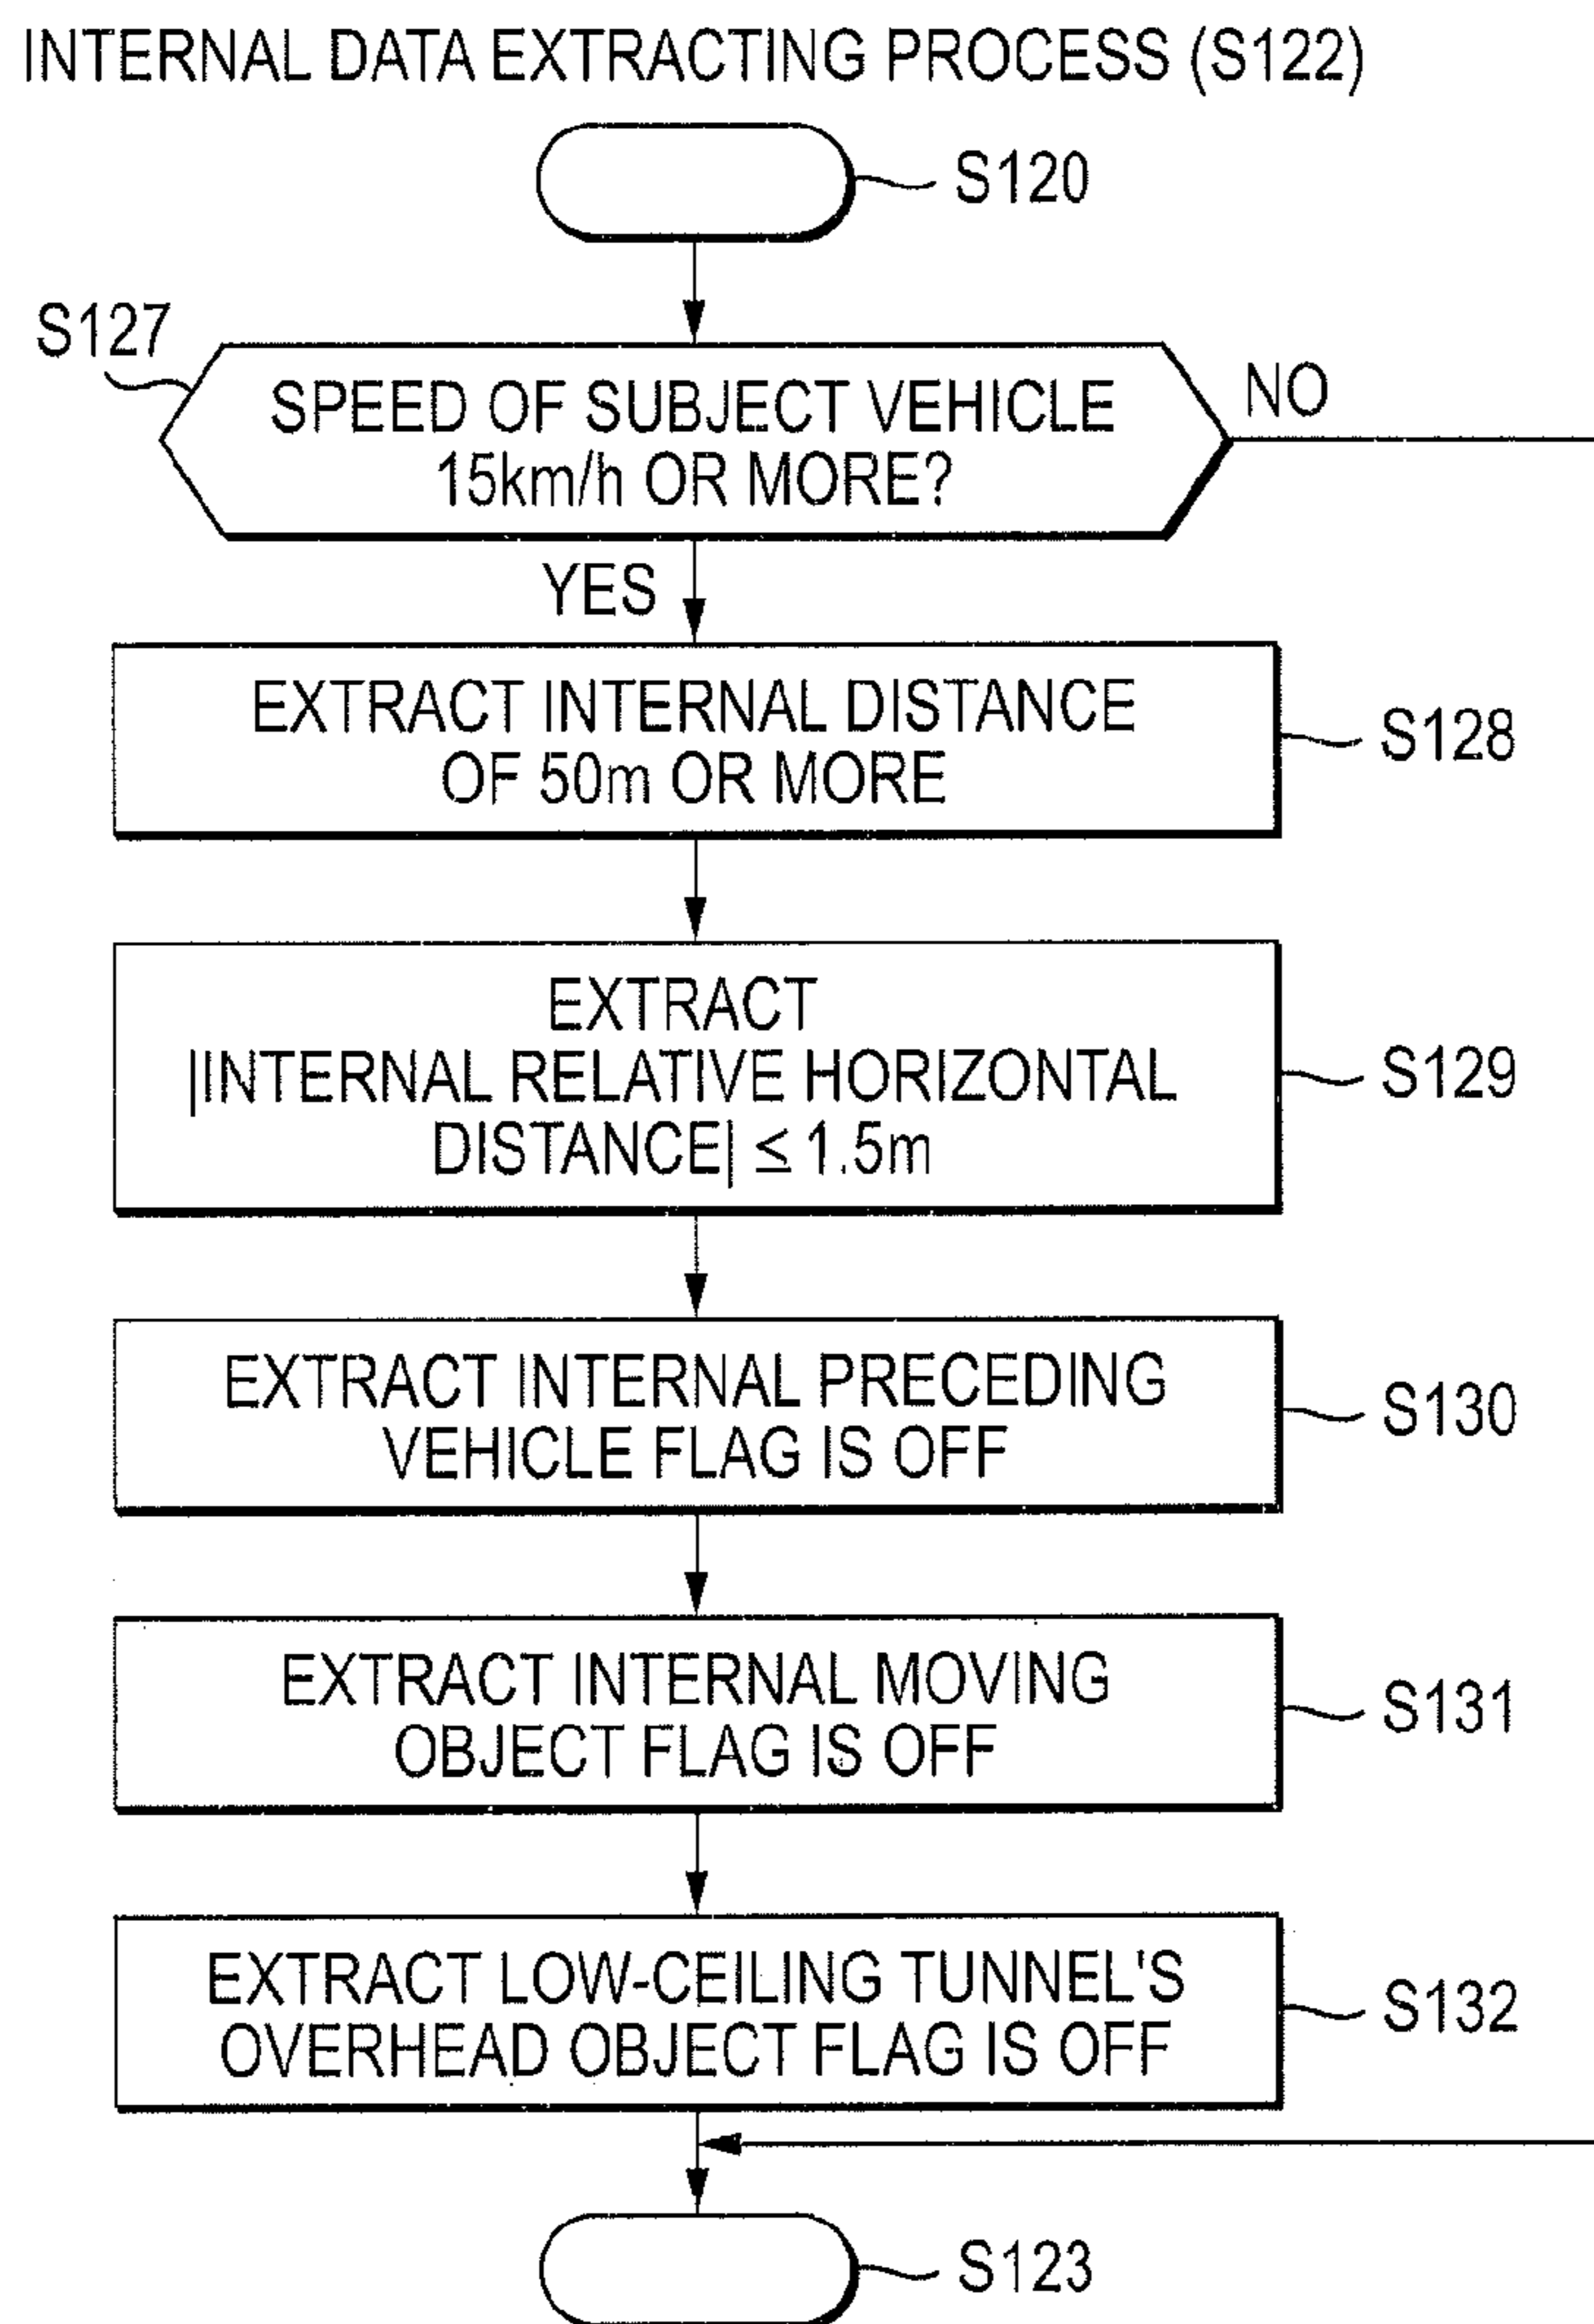 INTERNAL DATA EXTRACTING PROCESS (S122)
S120
S127
SPEED OF SUBJECT VEHICLE
15km/h OR MORE?
NO
YES
EXTRACT INTERNAL DISTANCE
OF 50m OR MORE
S128
EXTRACT
|INTERNAL RELATIVE HORIZONTAL
DISTANCE| ≤ 1.5m
S129
EXTRACT INTERNAL PRECEDING
VEHICLE FLAG IS OFF
S130
EXTRACT INTERNAL MOVING
OBJECT FLAG IS OFF
S131
EXTRACT LOW-CEILING TUNNEL'S
OVERHEAD OBJECT FLAG IS OFF
S132
S123